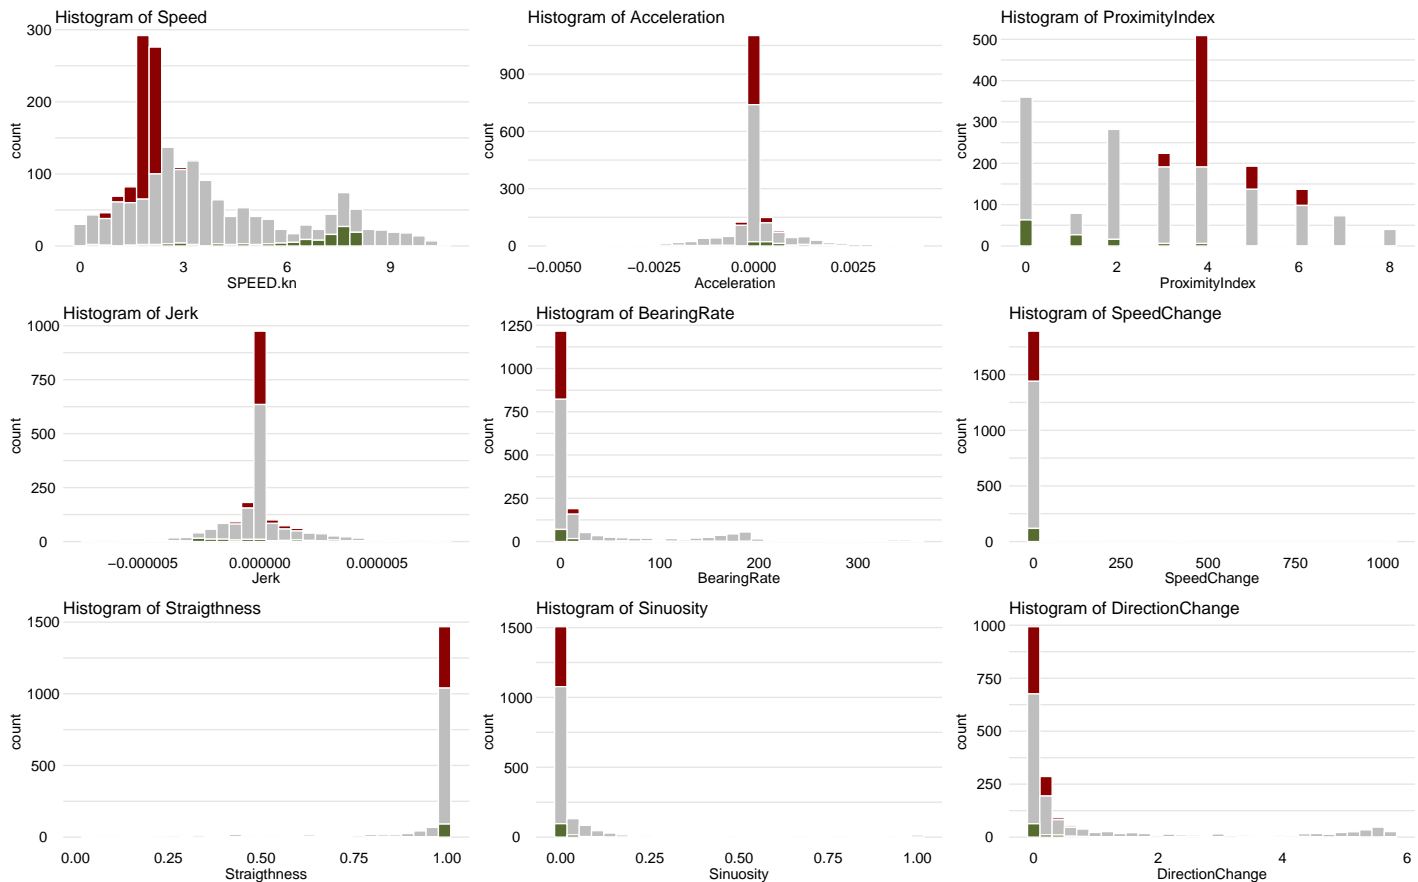 Histogram of Speed
300
200
100
0
count
0 3 6 9
SPEED.kn
Histogram of Acceleration
900
600
300
0
count
−0.0050 −0.0025 0.0000 0.0025
Acceleration
Histogram of ProximityIndex
500
400
300
200
100
0
count
0 2 4 6 8
ProximityIndex
Histogram of Jerk
1000
750
500
250
0
count
−0.000005 0.000000 0.000005
Jerk
Histogram of BearingRate
1250
1000
750
500
250
0
count
0 100 200 300
BearingRate
Histogram of SpeedChange
1500
1000
500
0
count
0 250 500 750 1000
SpeedChange
Histogram of Straigthness
1500
1000
500
0
count
0.00 0.25 0.50 0.75 1.00
Straigthness
Histogram of Sinuosity
1500
1000
500
0
count
0.00 0.25 0.50 0.75 1.00
Sinuosity
Histogram of DirectionChange
1000
750
500
250
0
count
0 2 4 6
DirectionChange